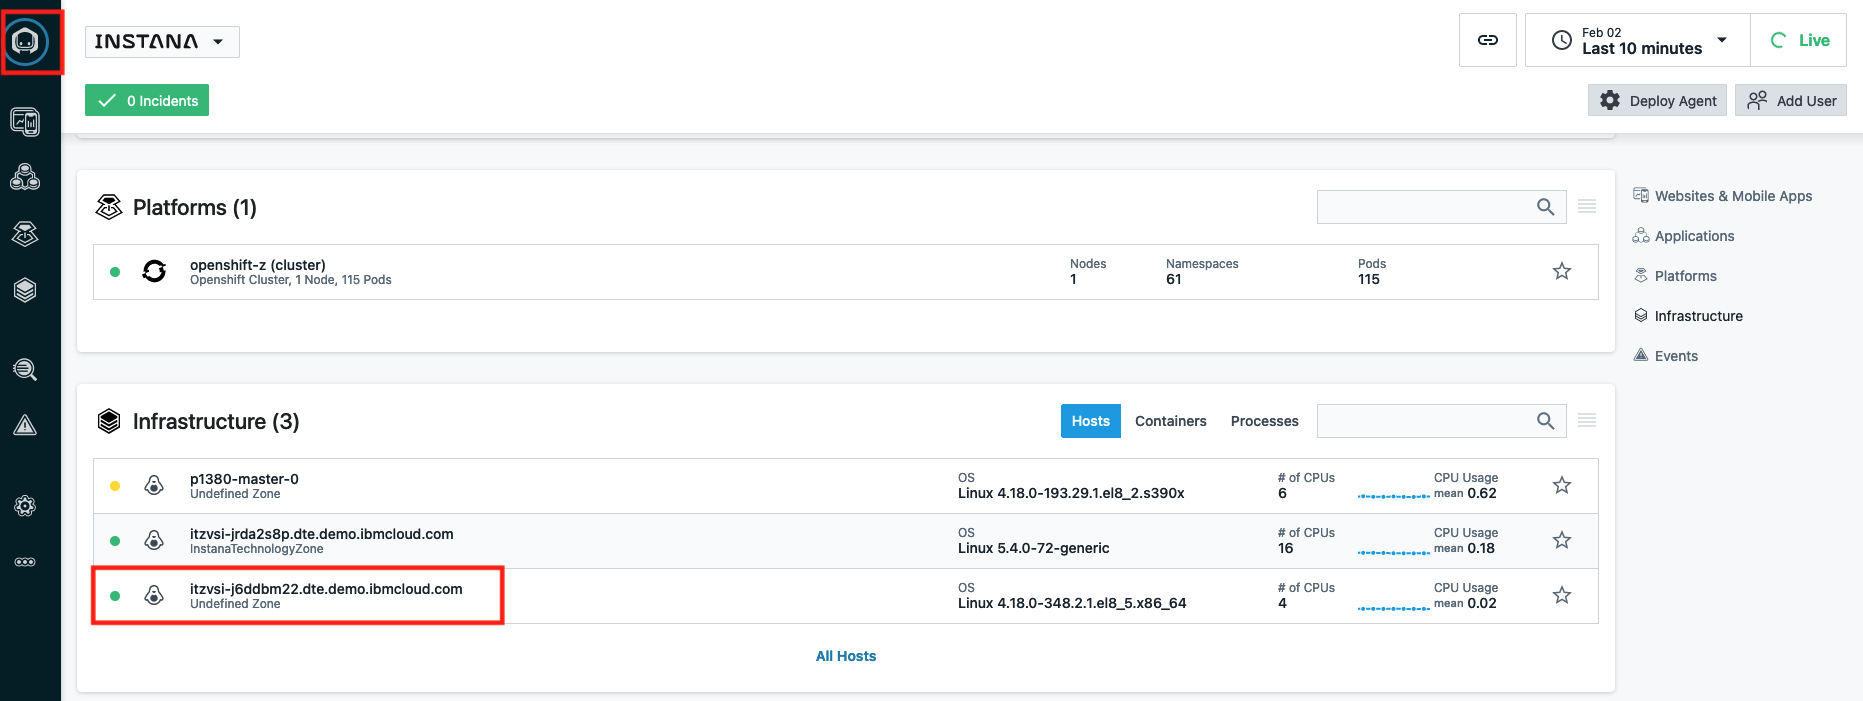 INSTANA
Feb 02
Last 10 minutes
Live
0 Incidents
Deploy Agent
Add User
Platforms (1)
openshift-z (cluster)
Openshift Cluster, 1 Node, 115 Pods
Nodes
1
Namespaces
61
Pods
115
Websites & Mobile Apps
Applications
Platforms
Infrastructure
Events
Infrastructure (3)
Hosts
Containers
Processes
p1380-master-0
Undefined Zone
OS
Linux 4.18.0-193.29.1.el8_2.s390x
# of CPUs
6
CPU Usage
mean 0.62
itzvsi-jrda2s8p.dte.demo.ibmcloud.com
InstanaTechnologyZone
OS
Linux 5.4.0-72-generic
# of CPUs
16
CPU Usage
mean 0.18
itzvsi-j6ddbm22.dte.demo.ibmcloud.com
Undefined Zone
OS
Linux 4.18.0-348.2.1.el8_5.x86_64
# of CPUs
4
CPU Usage
mean 0.02
All Hosts